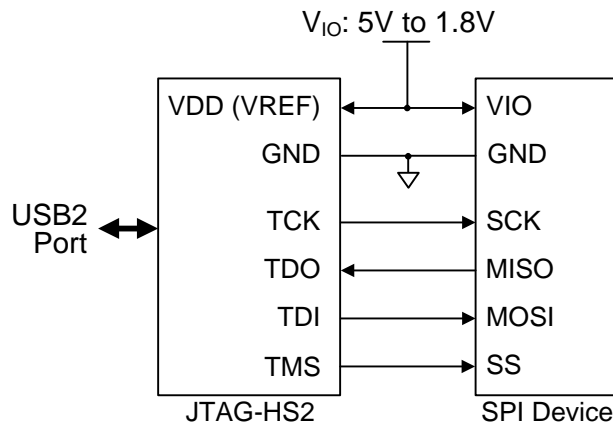 V_IO: 5V to 1.8V
VDD (VREF) VIO
GND GND
USB2
Port
TCK SCK
TDO MISO
TDI MOSI
TMS SS
JTAG-HS2 SPI Device